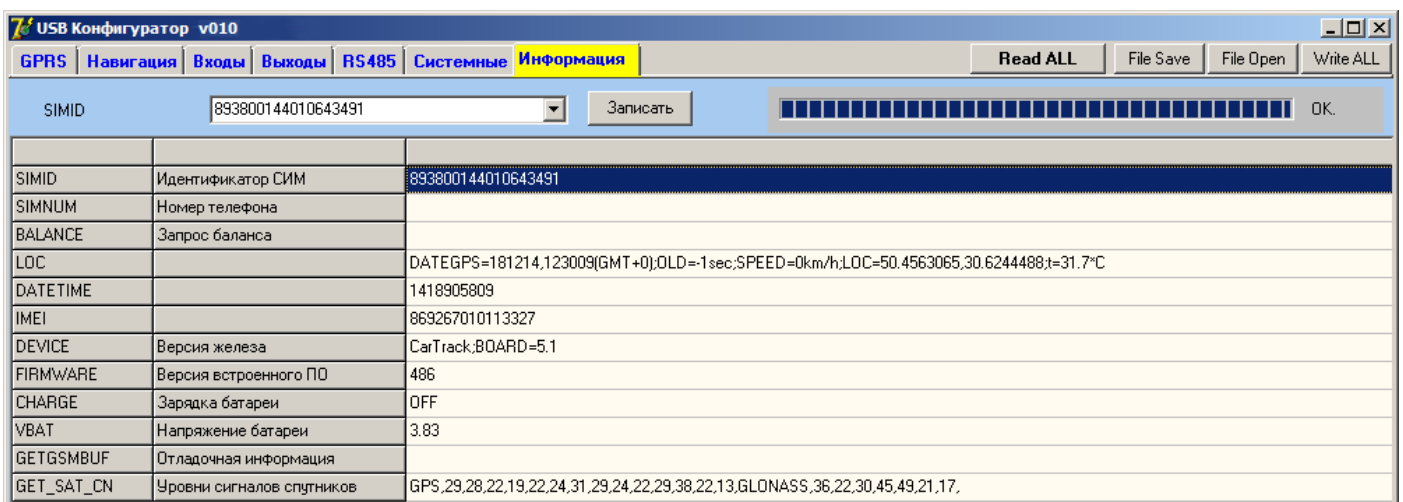 USB Конфигуратор v010
GPRS Навигация Входы Выходы RS485 Системные Информация Read ALL File Save File Open Write ALL
SIMID 893800144010643491 Записать OK.
SIMID Идентификатор СИМ 893800144010643491
SIMNUM Номер телефона
BALANCE Запрос баланса
LOC DATEGPS=181214,123009(GMT+0);OLD=-1sec;SPEED=0km/h;LOC=50.4563065,30.6244488;t=31.7*C
DATETIME 1418905809
IMEI 869267010113327
DEVICE Версия железа CarTrack;BOARD=5.1
FIRMWARE Версия встроенного ПО 486
CHARGE Зарядка батареи OFF
VBAT Напряжение батареи 3.83
GETGSMBUF Отладочная информация
GET_SAT_CN Уровни сигналов спутников GPS,29,28,22,19,22,24,31,29,24,22,29,38,22,13,GLONASS,36,22,30,45,49,21,17,